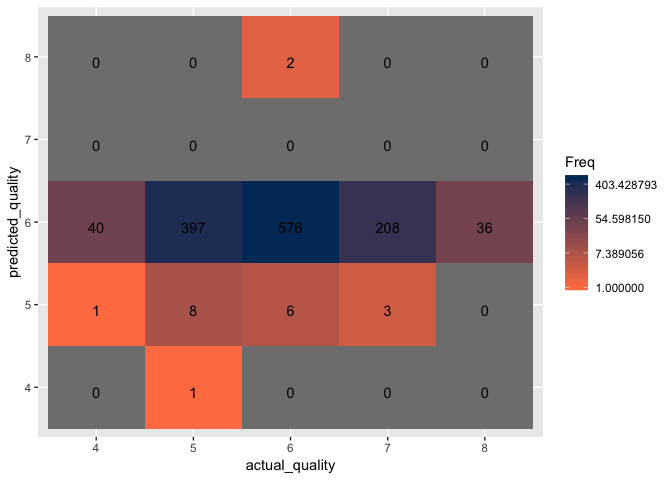 8 0 0 2 0 0
7 0 0 0 0 0
6 40 397 576 208 36
5 1 8 6 3 0
4 0 1 0 0 0
4 5 6 7 8
actual_quality
predicted_quality
Freq
403.428793
54.598150
7.389056
1.000000